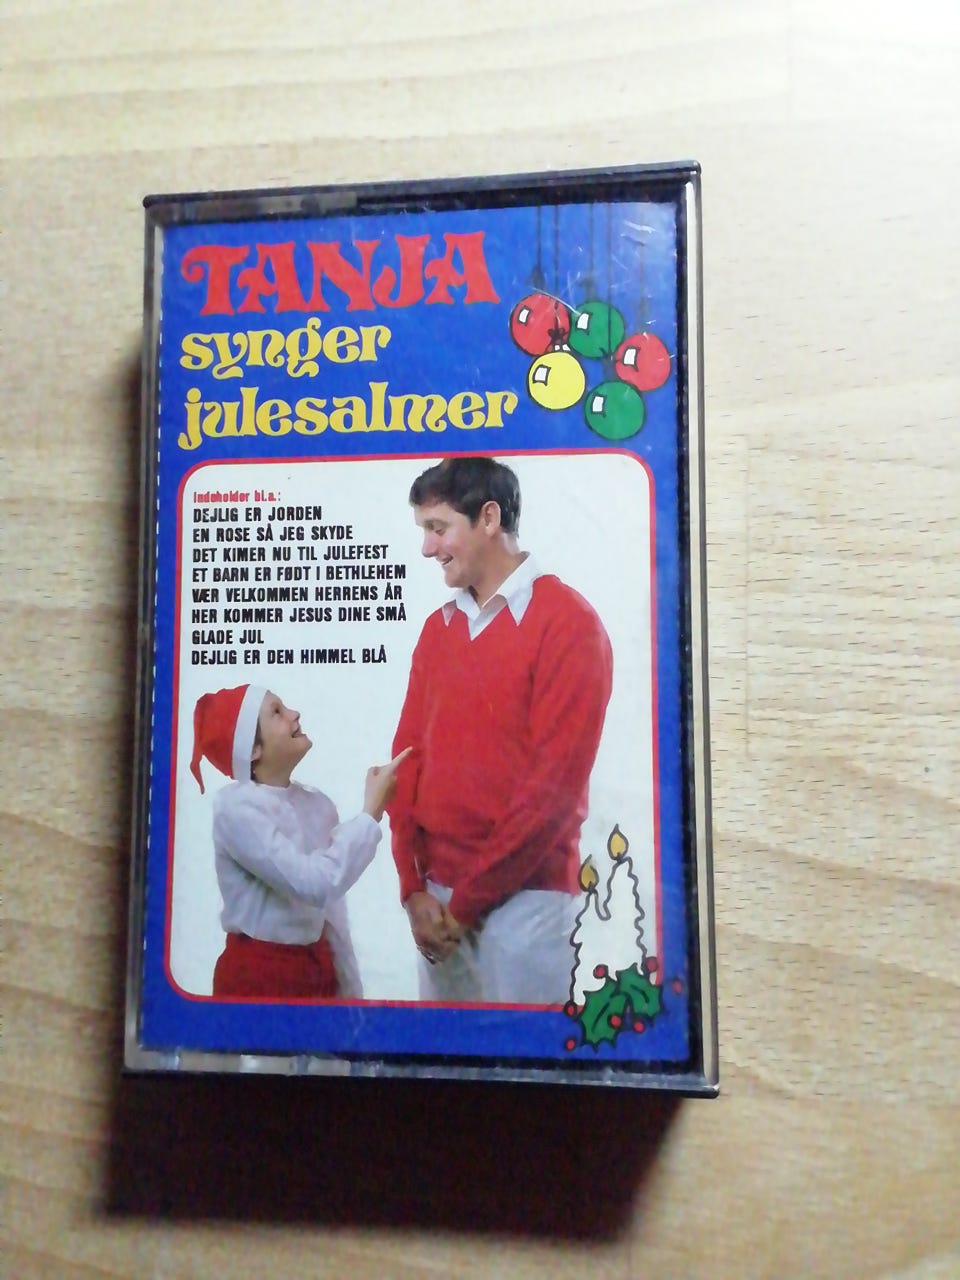 TANJA
synger
julesalmer
Indeholder bl.a.:
DEJLIG ER JORDEN
EN ROSE SÅ JEG SKYDE
DET KIMER NU TIL JULEFEST
ET BARN ER FØDT I BETHLEHEM
VÆR VELKOMMEN HERRENS ÅR
HER KOMMER JESUS DINE SMÅ
GLADE JUL
DEJLIG ER DEN HIMMEL BLÅ